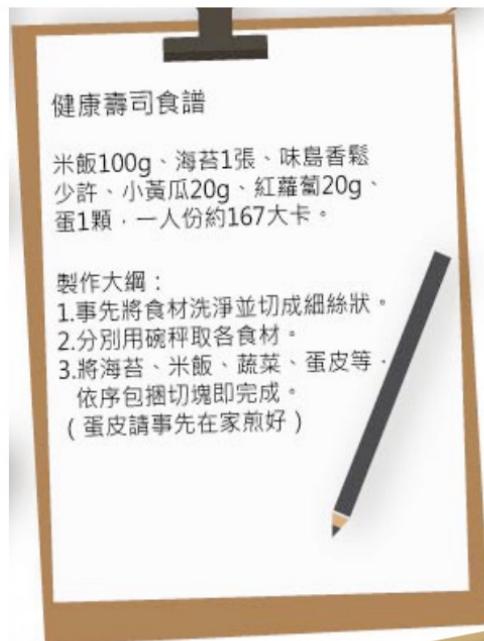 健康壽司食譜
米飯100g、海苔1張、味島香鬆
少許、小黃瓜20g、紅蘿蔔20g、
蛋1顆，一人份約167大卡。
製作大綱：
1.事先將食材洗淨並切成細絲狀。
2.分別用碗秤取各食材。
3.將海苔、米飯、蔬菜、蛋皮等，
依序包捆切塊即完成。
(蛋皮請事先在家煎好)